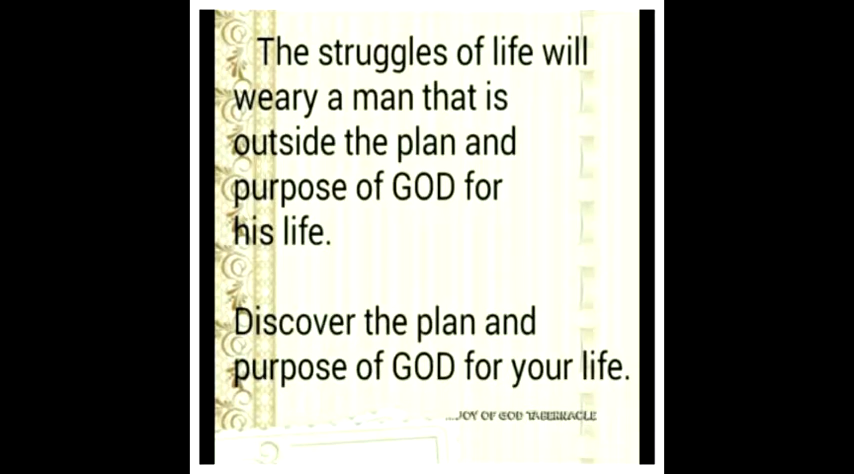 The struggles of life will
weary a man that is
outside the plan and
purpose of GOD for
his life.
Discover the plan and
purpose of GOD for your life.
...JOY OF GOD TABERNACLE